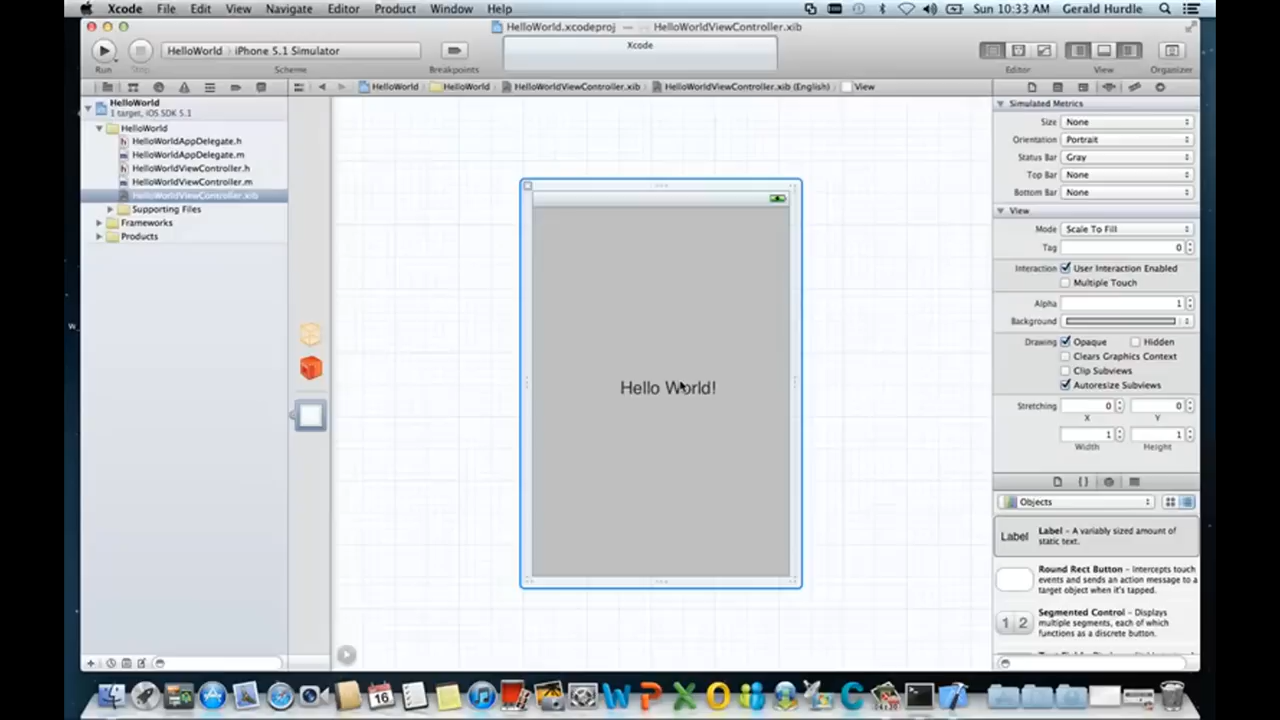 Xcode File Edit View Navigate Editor Product Window Help Sun 10:33 AM Gerald Hurdle
HelloWorld.xcodeproj — HelloWorldViewController.xib
HelloWorld iPhone 5.1 Simulator
Xcode
Run Stop Scheme Breakpoints Editor View Organizer
HelloWorld HelloWorld HelloWorldViewController.xib HelloWorldViewController.xib (English) View
HelloWorld
1 target, iOS SDK 5.1
HelloWorld
HelloWorldAppDelegate.h
HelloWorldAppDelegate.m
HelloWorldViewController.h
HelloWorldViewController.m
HelloWorldViewController.xib
Supporting Files
Frameworks
Products
Hello World!
Simulated Metrics
Size None
Orientation Portrait
Status Bar Gray
Top Bar None
Bottom Bar None
View
Mode Scale To Fill
Tag 0
Interaction User Interaction Enabled
Multiple Touch
Alpha 1
Background
Drawing Opaque Hidden
Clears Graphics Context
Clip Subviews
Autoresize Subviews
Stretching 0 0
X Y
1 1
Width Height
Objects
Label Label – A variably sized amount of
static text.
Round Rect Button – Intercepts touch
events and sends an action message to a
target object when it's tapped.
1 2 Segmented Control – Displays
multiple segments, each of which
functions as a discrete button.
16